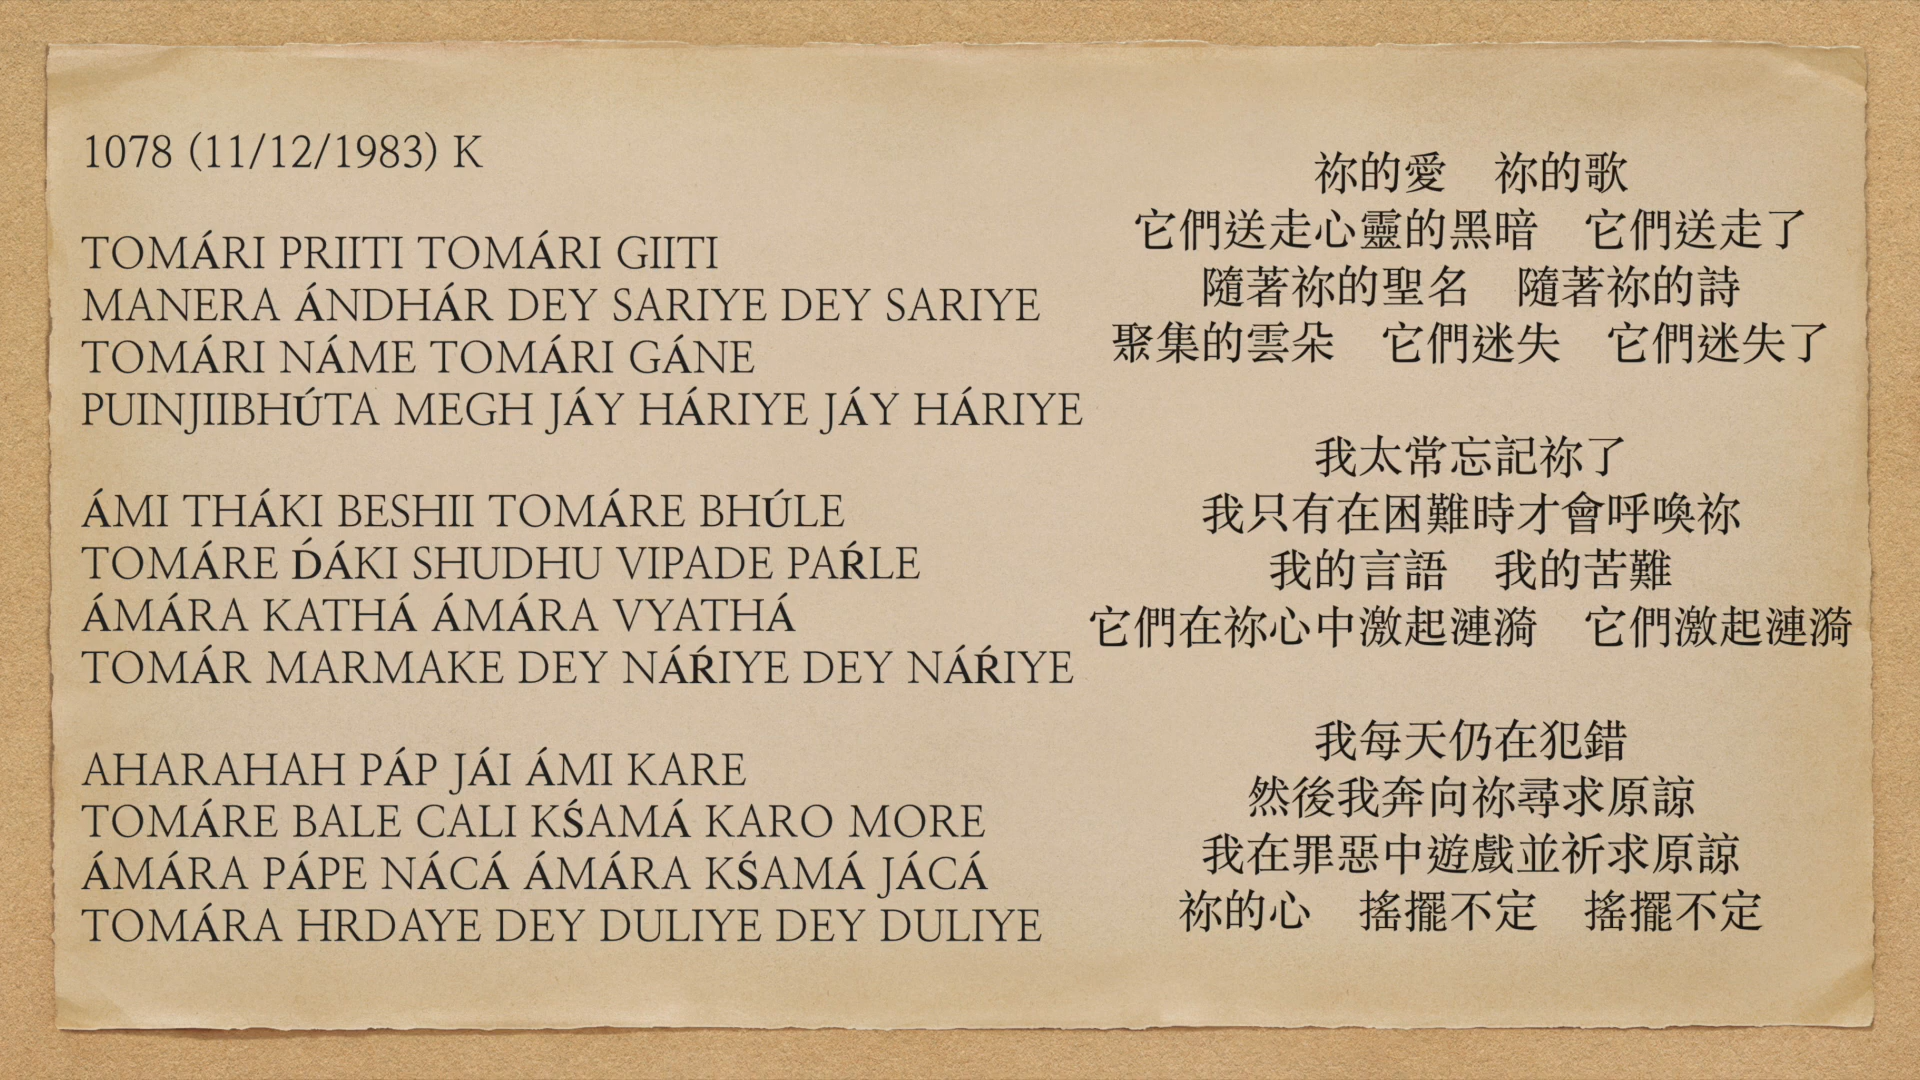 1078 (11/12/1983) K
TOMÁRI PRIITI TOMÁRI GIITI
MANERA ÁNDHÁR DEY SARIYE DEY SARIYE
TOMÁRI NÁME TOMÁRI GÁNE
PUINJIIBHÚTA MEGH JÁY HÁRIYE JÁY HÁRIYE
ÁMI THÁKI BESHII TOMÁRE BHÚLE
TOMÁRE D́ÁKI SHUDHU VIPADE PAŔLE
ÁMÁRA KATHÁ ÁMÁRA VYATHÁ
TOMÁR MARMAKE DEY NÁŔIYE DEY NÁŔIYE
AHARAHAH PÁP JÁI ÁMI KARE
TOMÁRE BALE CALI KŚAMÁ KARO MORE
ÁMÁRA PÁPE NÁCÁ ÁMÁRA KŚAMÁ JÁCÁ
TOMÁRA HRDAYE DEY DULIYE DEY DULIYE
祢的愛　祢的歌
它們送走心靈的黑暗　它們送走了
隨著祢的聖名　隨著祢的詩
聚集的雲朵　它們迷失　它們迷失了
我太常忘記祢了
我只有在困難時才會呼喚祢
我的言語　我的苦難
它們在祢心中激起漣漪　它們激起漣漪
我每天仍在犯錯
然後我奔向祢尋求原諒
我在罪惡中遊戲並祈求原諒
祢的心　搖擺不定　搖擺不定